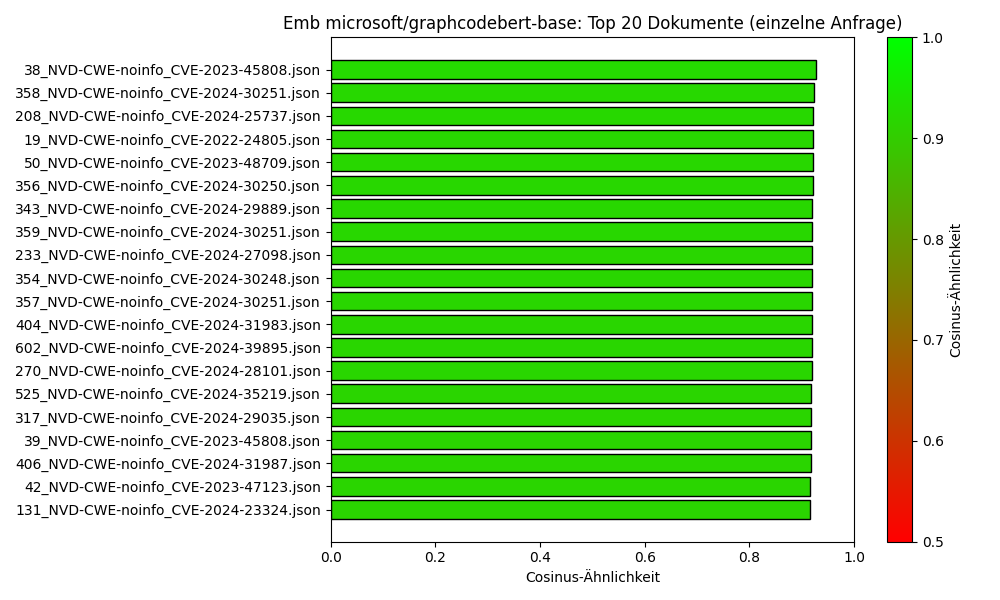 Emb microsoft/graphcodebert-base: Top 20 Dokumente (einzelne Anfrage)
38_NVD-CWE-noinfo_CVE-2023-45808.json
358_NVD-CWE-noinfo_CVE-2024-30251.json
208_NVD-CWE-noinfo_CVE-2024-25737.json
19_NVD-CWE-noinfo_CVE-2022-24805.json
50_NVD-CWE-noinfo_CVE-2023-48709.json
356_NVD-CWE-noinfo_CVE-2024-30250.json
343_NVD-CWE-noinfo_CVE-2024-29889.json
359_NVD-CWE-noinfo_CVE-2024-30251.json
233_NVD-CWE-noinfo_CVE-2024-27098.json
354_NVD-CWE-noinfo_CVE-2024-30248.json
357_NVD-CWE-noinfo_CVE-2024-30251.json
404_NVD-CWE-noinfo_CVE-2024-31983.json
602_NVD-CWE-noinfo_CVE-2024-39895.json
270_NVD-CWE-noinfo_CVE-2024-28101.json
525_NVD-CWE-noinfo_CVE-2024-35219.json
317_NVD-CWE-noinfo_CVE-2024-29035.json
39_NVD-CWE-noinfo_CVE-2023-45808.json
406_NVD-CWE-noinfo_CVE-2024-31987.json
42_NVD-CWE-noinfo_CVE-2023-47123.json
131_NVD-CWE-noinfo_CVE-2024-23324.json
0.0 0.2 0.4 0.6 0.8 1.0
Cosinus-Ähnlichkeit
1.0
0.9
0.8
0.7
0.6
0.5
Cosinus-Ähnlichkeit